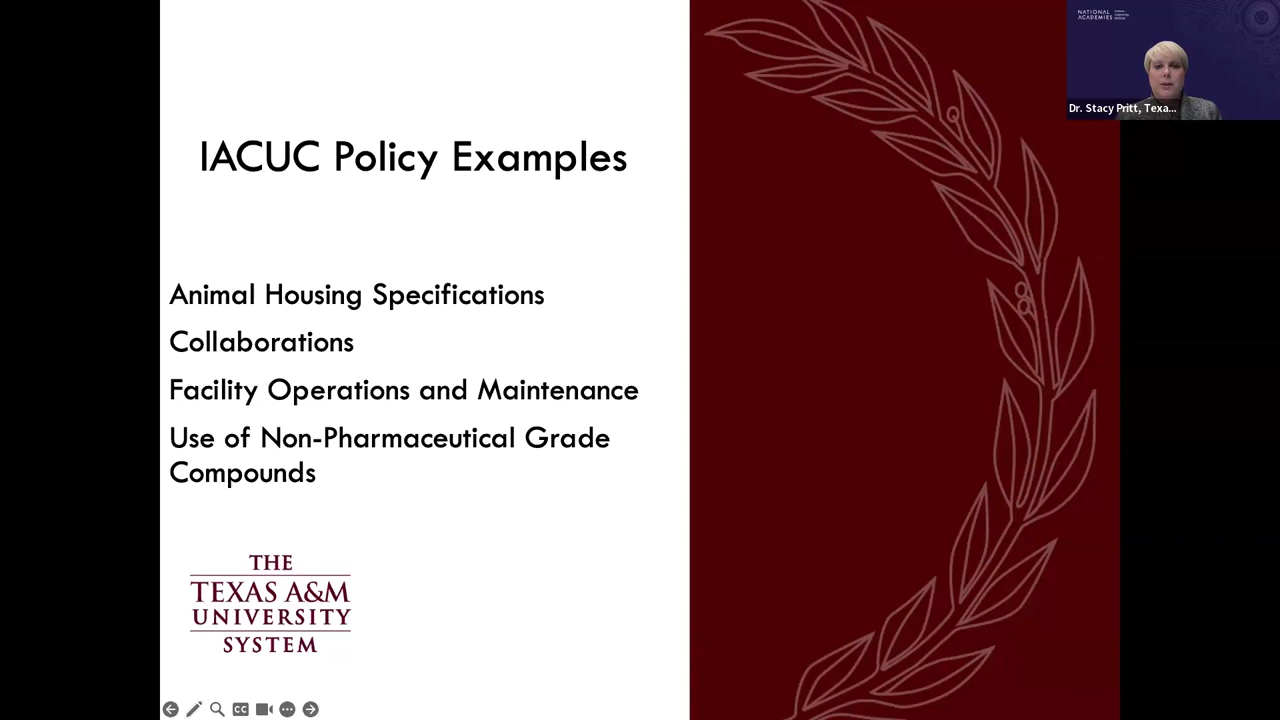 IACUC Policy Examples
Animal Housing Specifications
Collaborations
Facility Operations and Maintenance
Use of Non-Pharmaceutical Grade
Compounds
THE
TEXAS A&M
UNIVERSITY
SYSTEM
NATIONAL
ACADEMIES
Dr. Stacy Pritt, Texa...
CC